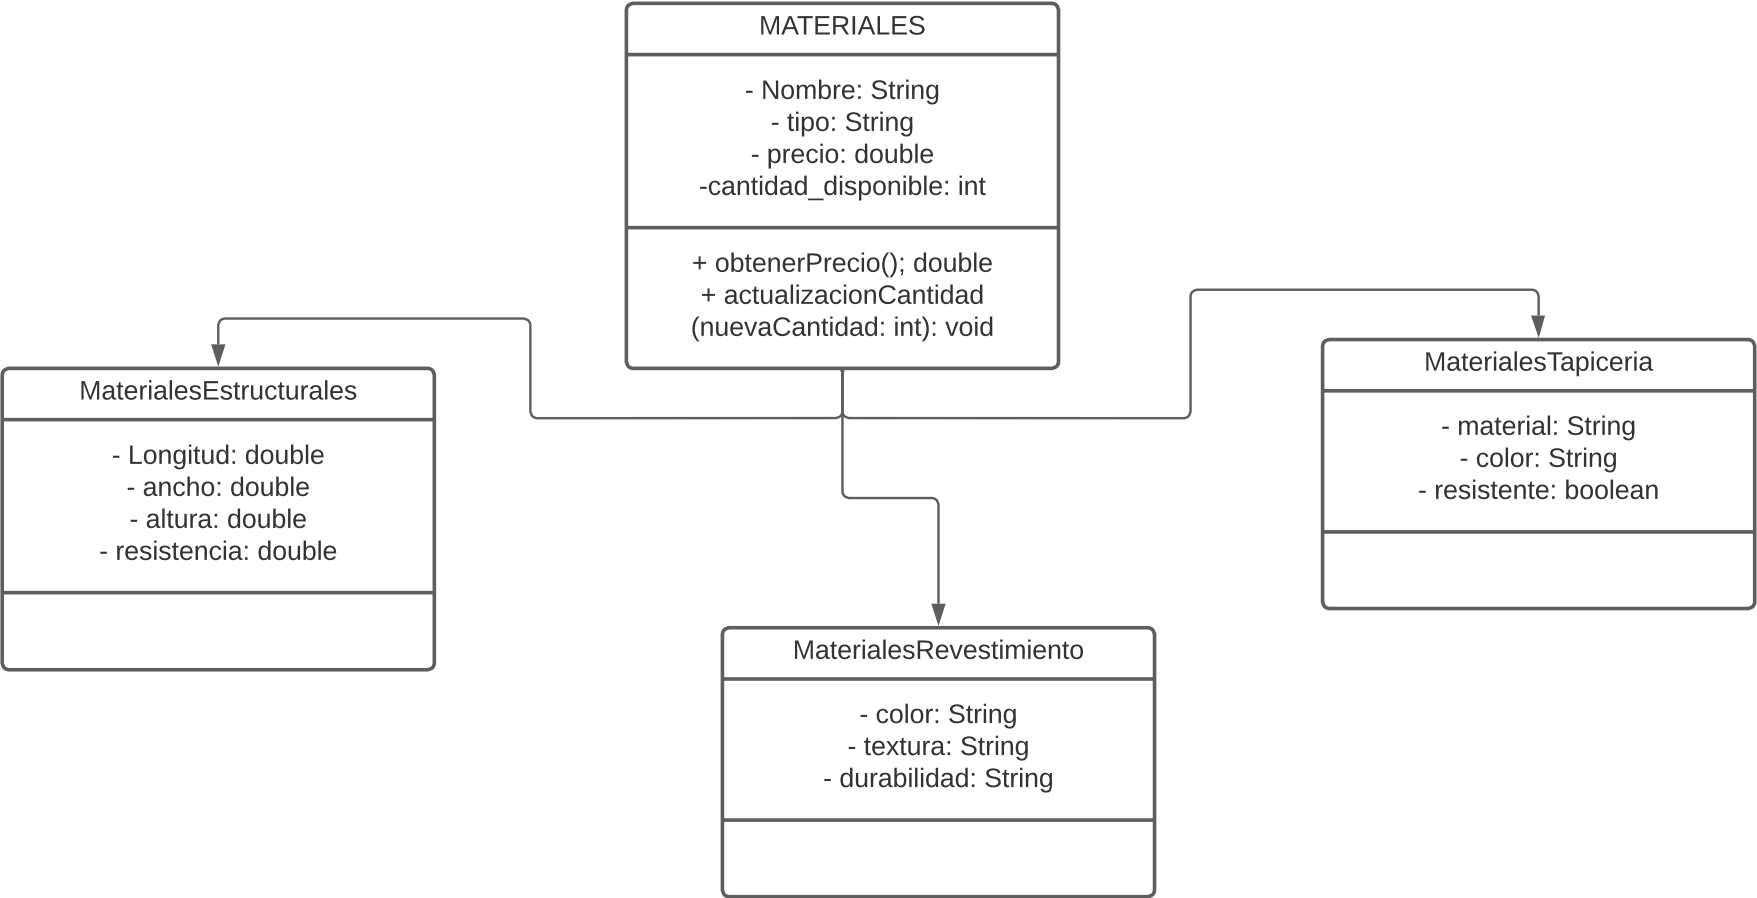 MATERIALES
- Nombre: String
- tipo: String
- precio: double
-cantidad_disponible: int
+ obtenerPrecio(); double
+ actualizacionCantidad
(nuevaCantidad: int): void
MaterialesEstructurales
- Longitud: double
- ancho: double
- altura: double
- resistencia: double
MaterialesTapiceria
- material: String
- color: String
- resistente: boolean
MaterialesRevestimiento
- color: String
- textura: String
- durabilidad: String